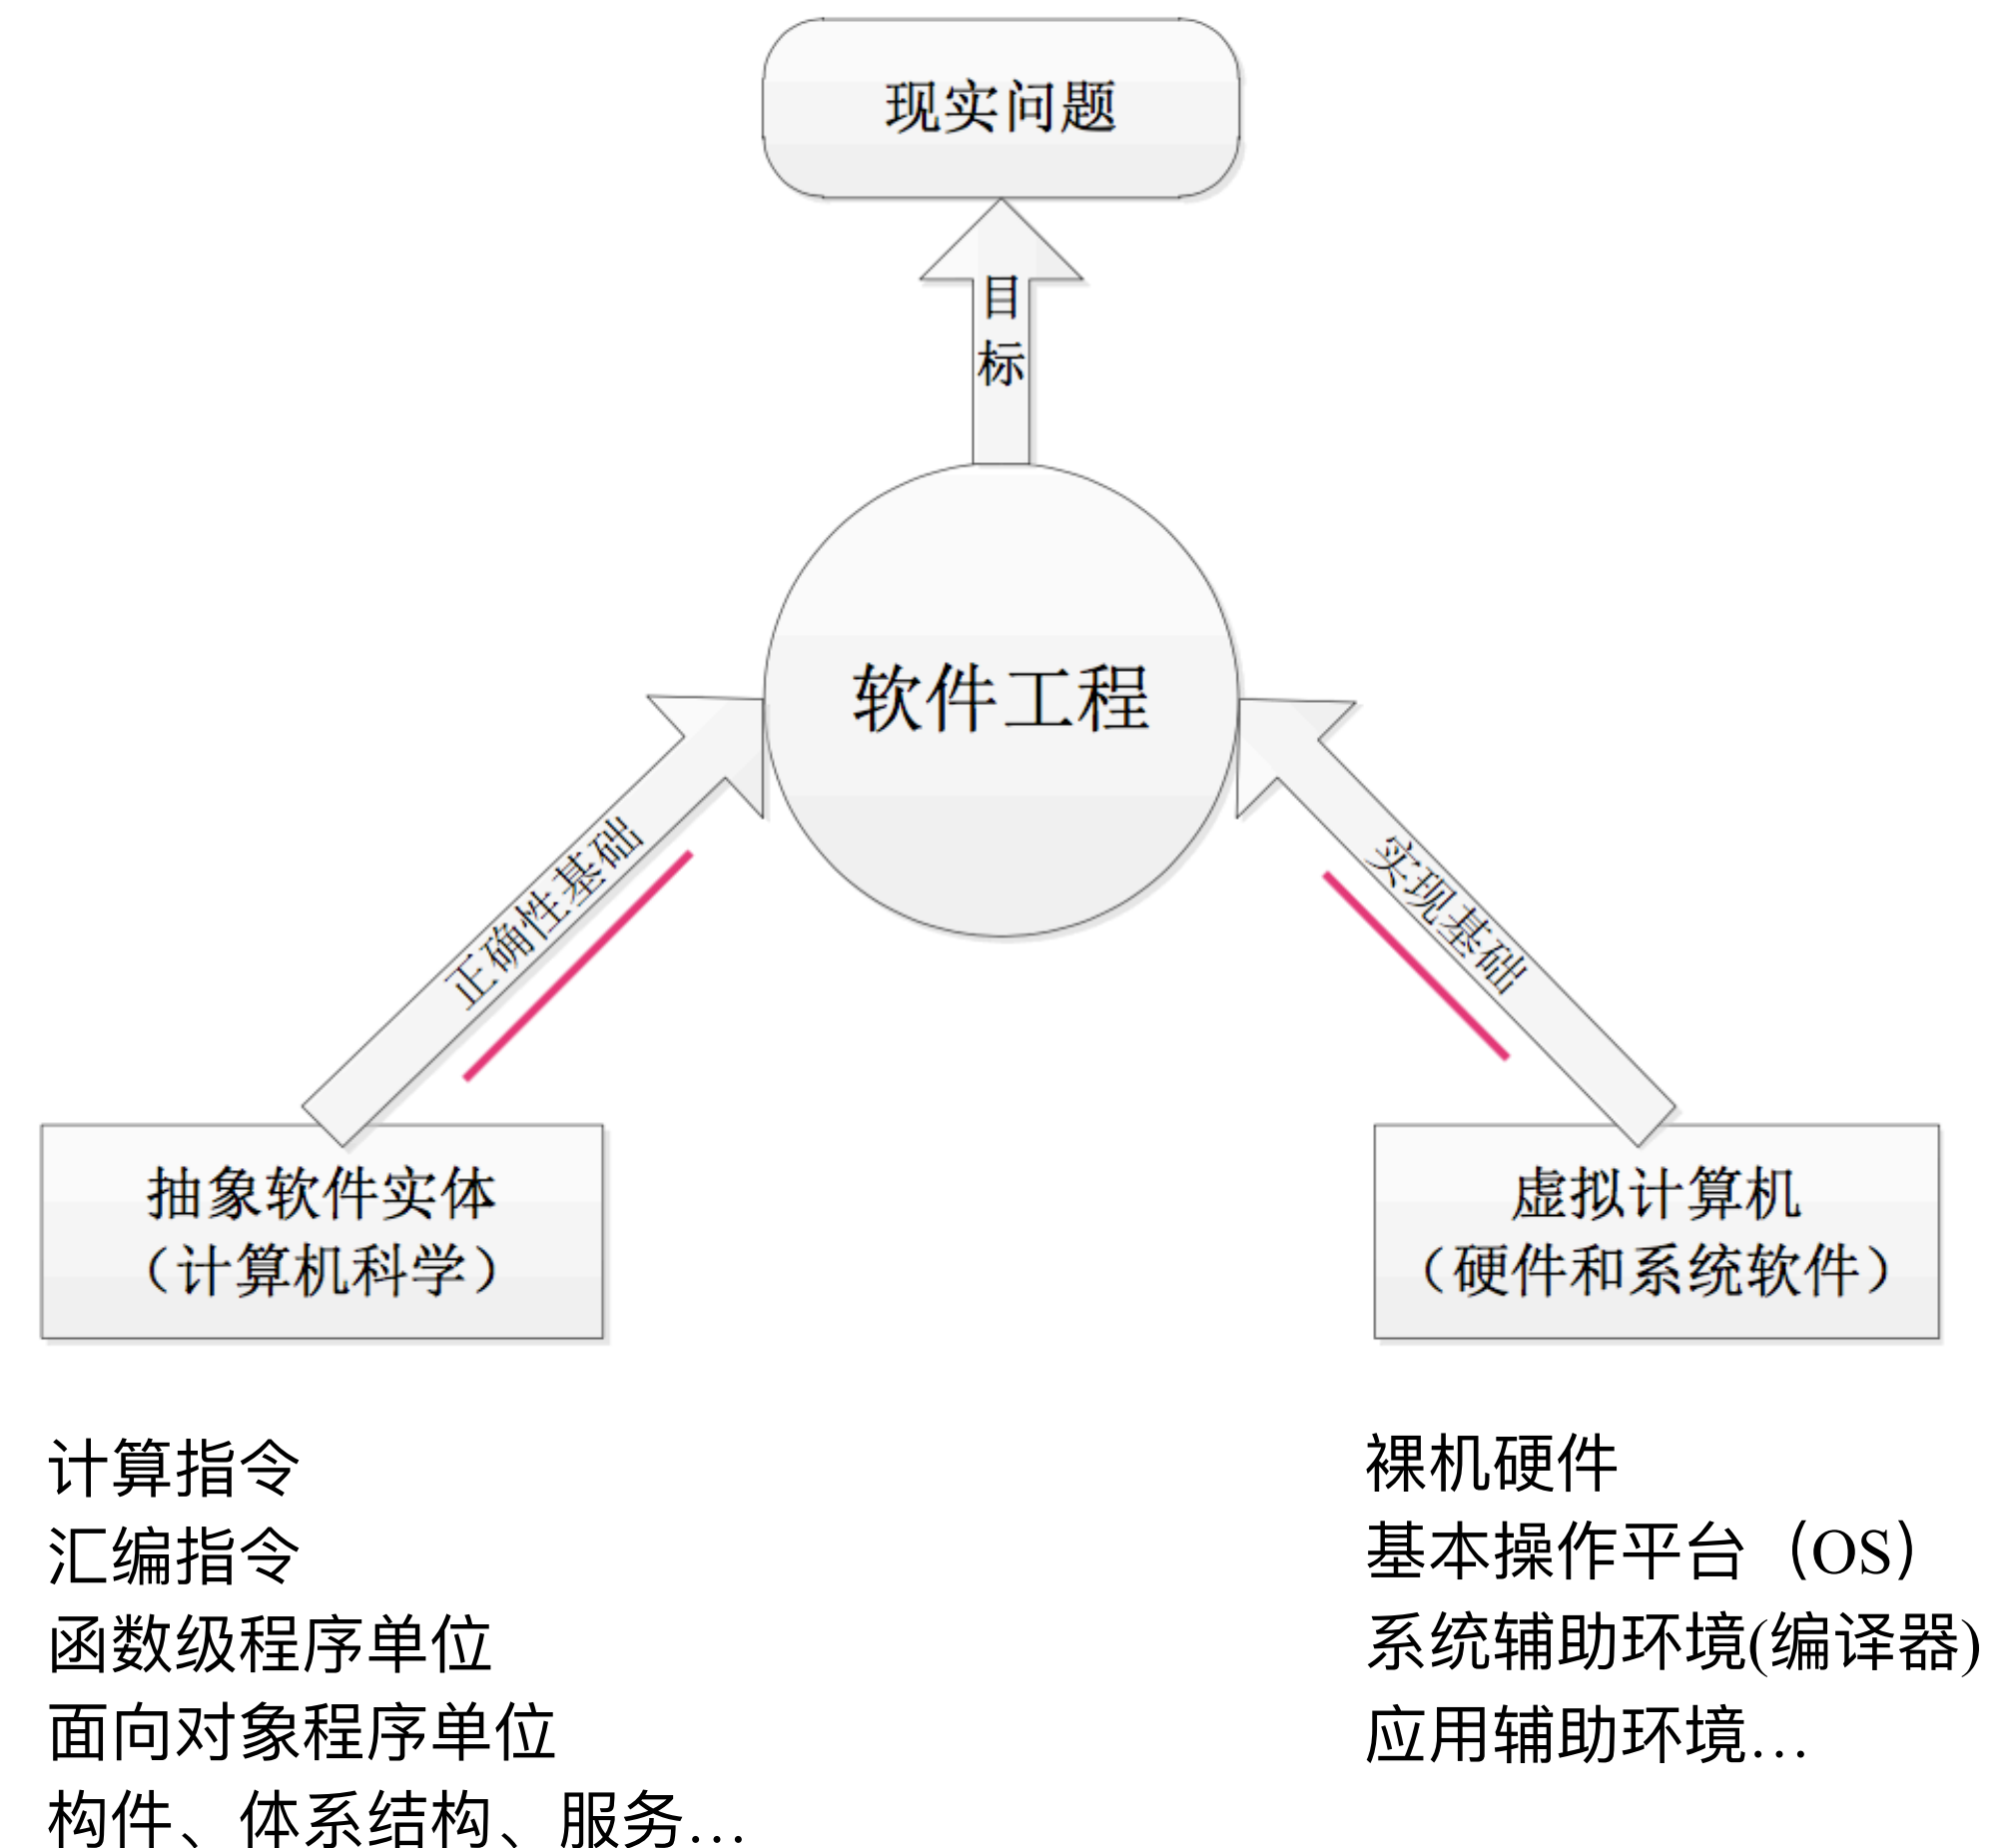 现实问题
目
标
软件工程
正确性基础
实现基础
抽象软件实体
（计算机科学）
虚拟计算机
（硬件和系统软件）
计算指令
汇编指令
函数级程序单位
面向对象程序单位
构件、体系结构、服务…
裸机硬件
基本操作平台（OS）
系统辅助环境(编译器)
应用辅助环境…